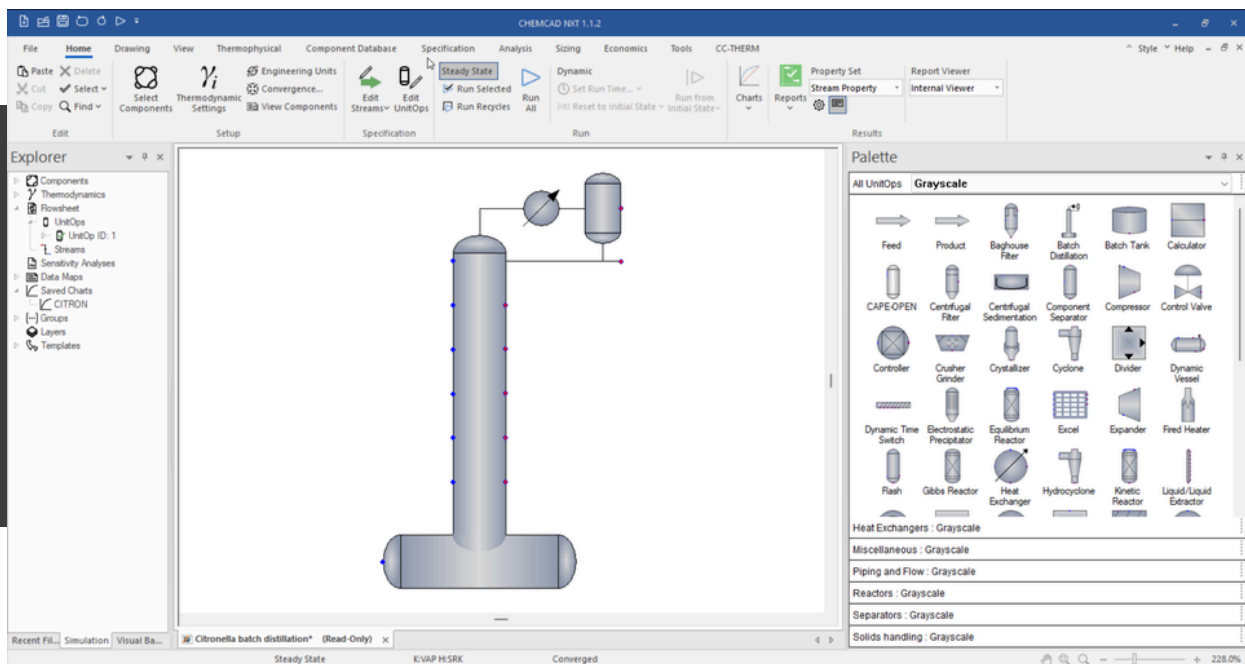 CHEMCAD NXT 1.1.2
File Home Drawing View Thermophysical Component Database Specification Analysis Sizing Economics Tools CC-THERM
Style Help
Paste Delete
Cut Select
Copy Find
Edit
Select Components
Thermodynamic Settings
Engineering Units
Convergence...
View Components
Setup
Edit Streams
Edit UnitOps
Specification
Steady State
Run Selected
Run Recycles
Run All
Dynamic
Set Run Time...
Reset to Initial State
Run from Initial State
Run
Charts
Reports
Property Set
Stream Property
Report Viewer
Internal Viewer
Results
Explorer
Components
Thermodynamics
Flowsheet
UnitOps
UnitOp ID: 1
Streams
Sensitivity Analyses
Data Maps
Saved Charts
CITRON
Groups
Layers
Templates
Recent Fil... Simulation Visual Ba...
Citronella batch distillation* (Read-Only)
Palette
All UnitOps Grayscale
Feed Product Baghouse Filter Batch Distillation Batch Tank Calculator
CAPE-OPEN Centrifugal Filter Centrifugal Sedimentation Component Separator Compressor Control Valve
Controller Crusher Grinder Crystallizer Cyclone Divider Dynamic Vessel
Dynamic Time Switch Electrostatic Precipitator Equilibrium Reactor Excel Expander Fired Heater
Flash Gibbs Reactor Heat Exchanger Hydrocyclone Kinetic Reactor Liquid/Liquid Extractor
Heat Exchangers : Grayscale
Miscellaneous : Grayscale
Piping and Flow : Grayscale
Reactors : Grayscale
Separators : Grayscale
Solids handling : Grayscale
Steady State K:VAP H:SRK Converged 228.0%